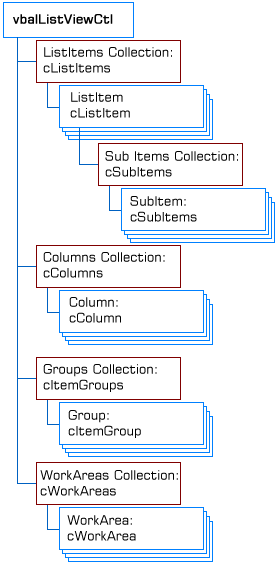 vbalListViewCtl
ListItems Collection:
cListItems
ListItem
cListItem
Sub Items Collection:
cSubItems
SubItem:
cSubItems
Columns Collection:
cColumns
Column:
cColumn
Groups Collection:
cItemGroups
Group:
cItemGroup
WorkAreas Collection:
cWorkAreas
WorkArea:
cWorkArea